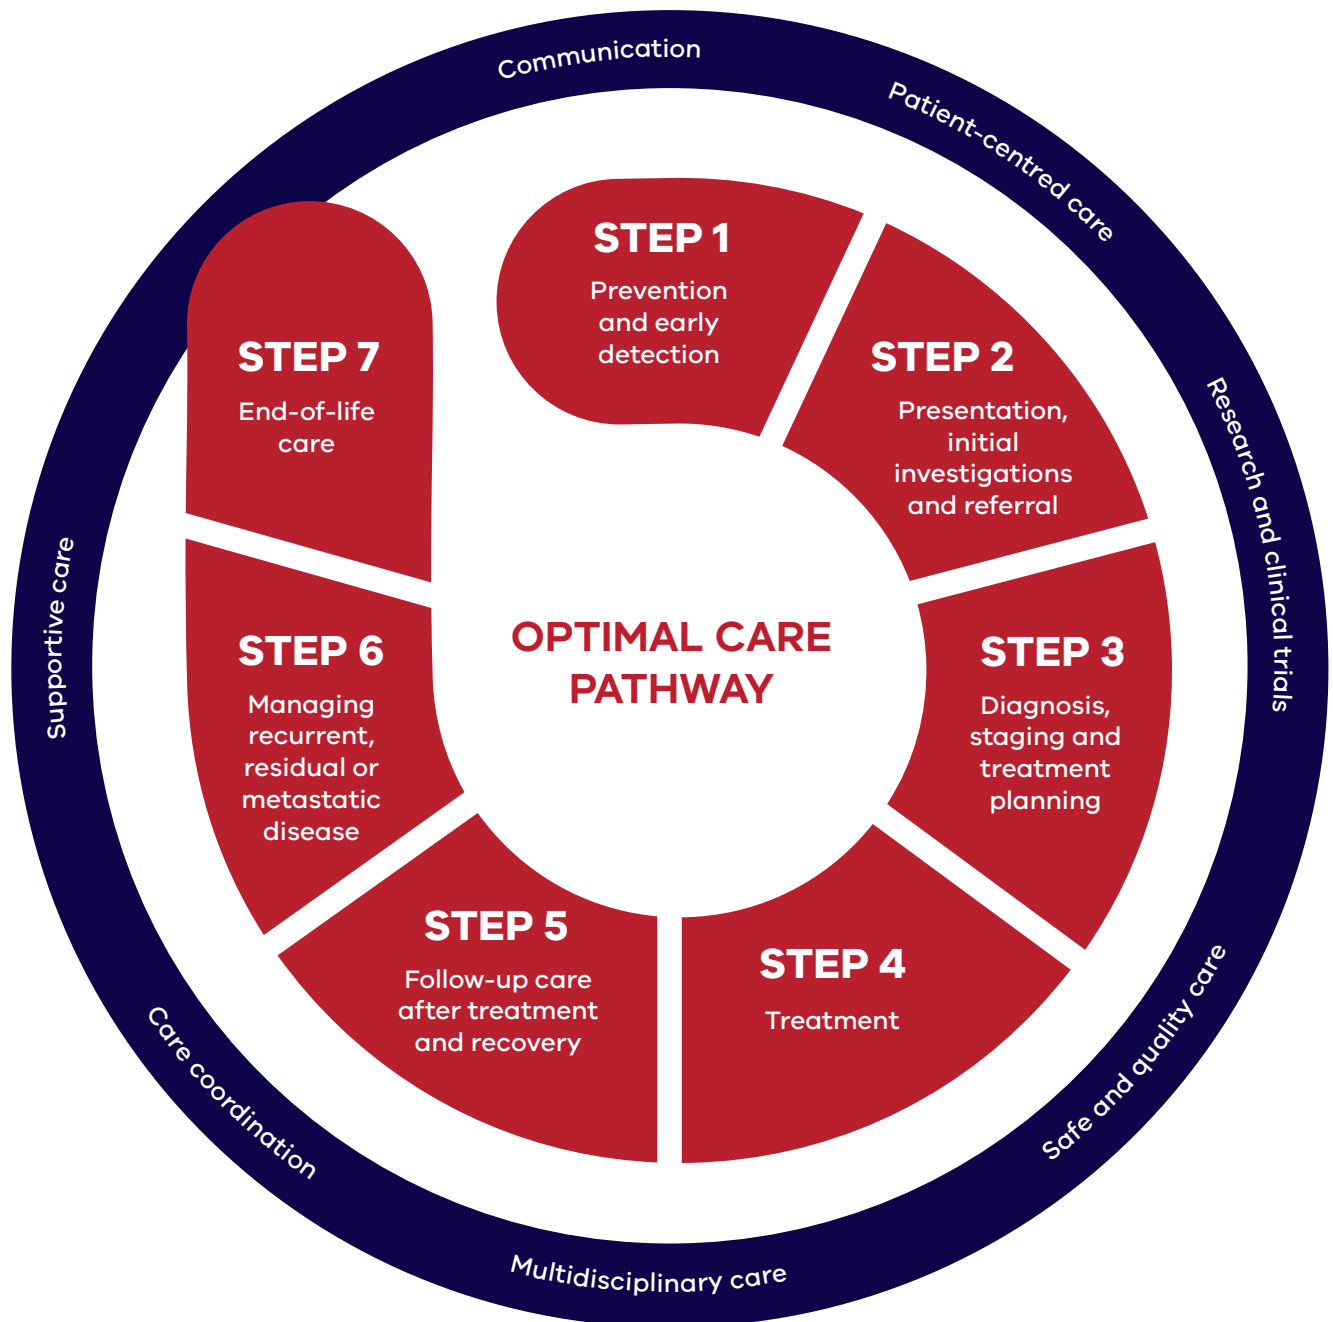 Communication
Patient-centred care
Research and clinical trials
Safe and quality care
Multidisciplinary care
Care coordination
Supportive care
OPTIMAL CARE
PATHWAY
STEP 1
Prevention
and early
detection
STEP 2
Presentation,
initial
investigations
and referral
STEP 3
Diagnosis,
staging and
treatment
planning
STEP 4
Treatment
STEP 5
Follow-up care
after treatment
and recovery
STEP 6
Managing
recurrent,
residual or
metastatic
disease
STEP 7
End-of-life
care